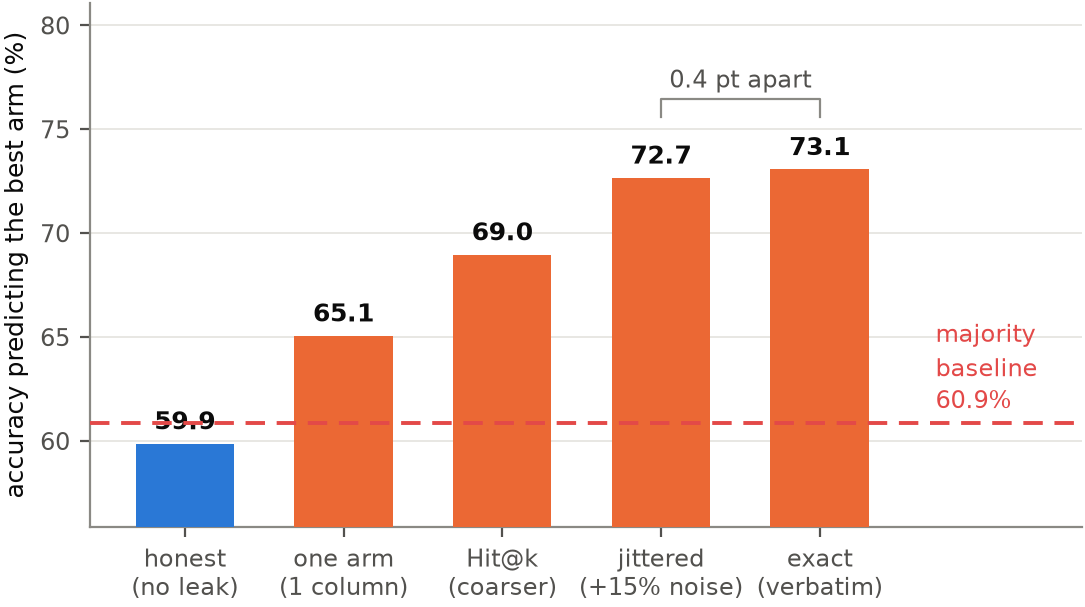 accuracy predicting the best arm (%)
80
75
70
65
60
0.4 pt apart
59.9
65.1
69.0
72.7
73.1
majority
baseline
60.9%
honest
(no leak)
one arm
(1 column)
Hit@k
(coarser)
jittered
(+15% noise)
exact
(verbatim)